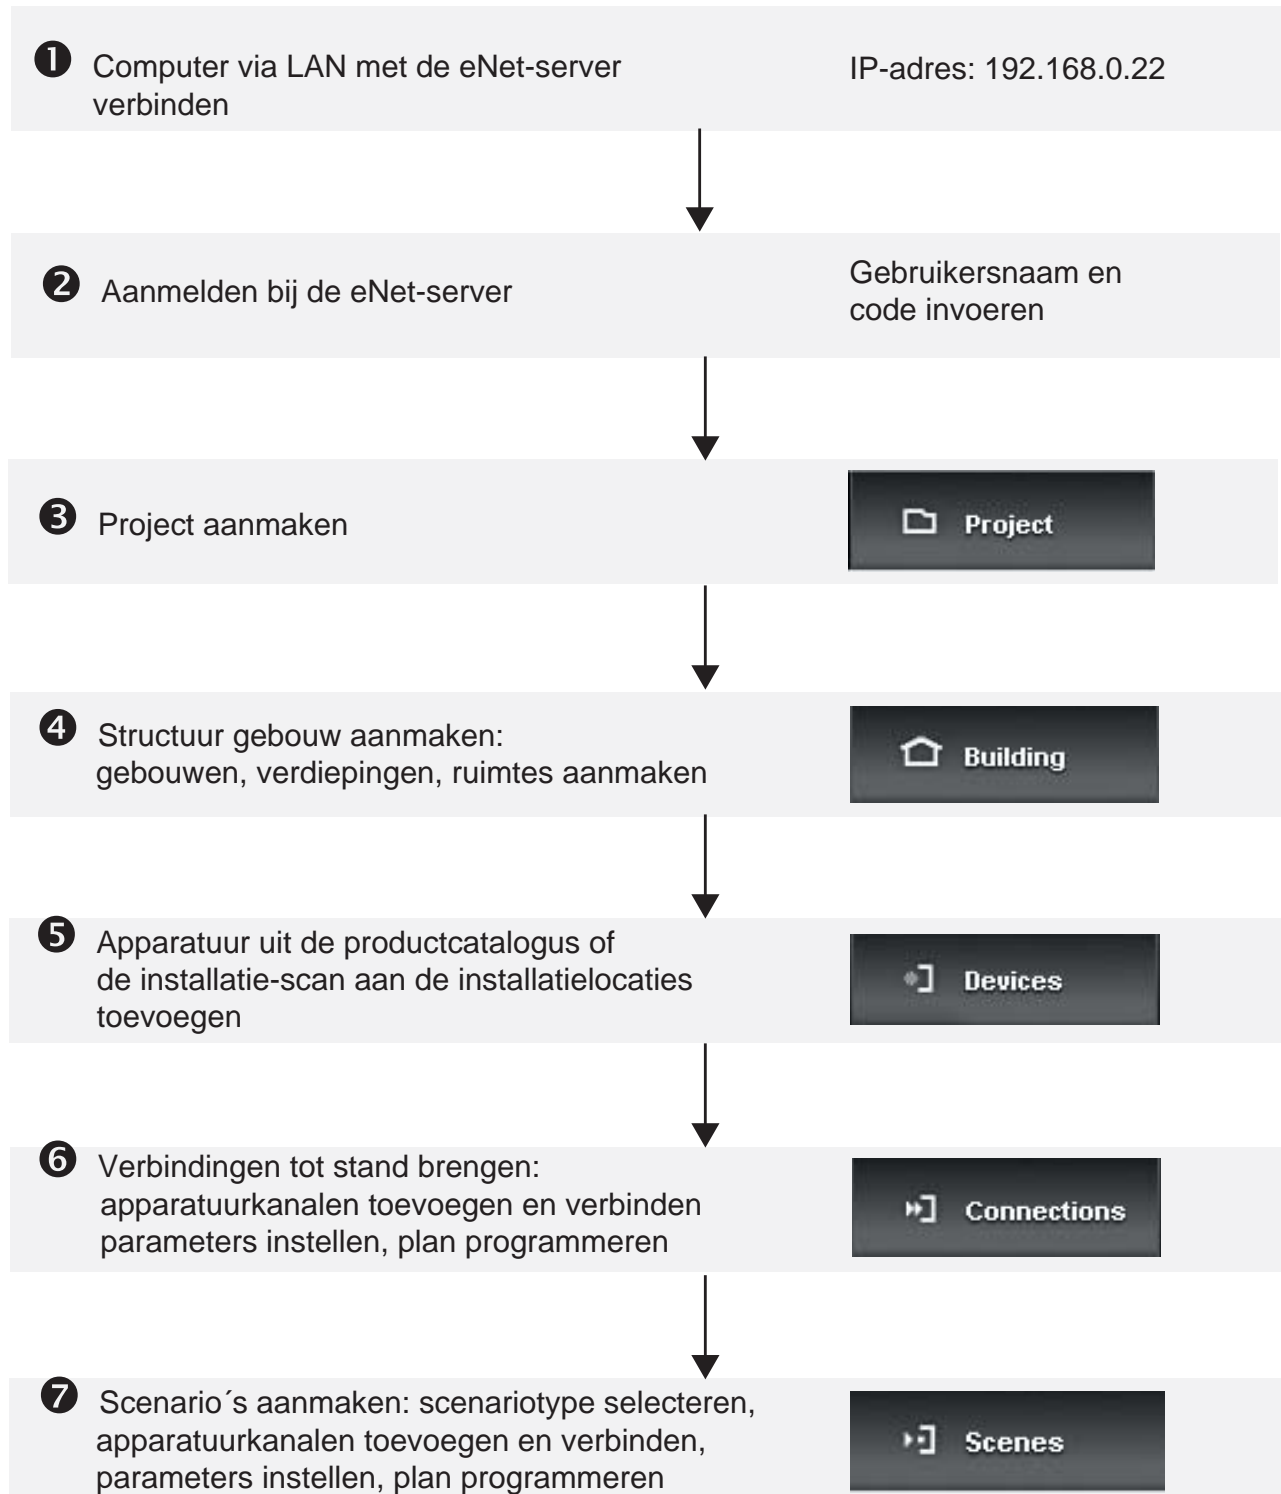 ❶ Computer via LAN met de eNet-server
verbinden
IP-adres: 192.168.0.22
❷ Aanmelden bij de eNet-server
Gebruikersnaam en
code invoeren
❸ Project aanmaken
Project
❹ Structuur gebouw aanmaken:
gebouwen, verdiepingen, ruimtes aanmaken
Building
❺ Apparatuur uit de productcatalogus of
de installatie-scan aan de installatielocaties
toevoegen
Devices
❻ Verbindingen tot stand brengen:
apparatuurkanalen toevoegen en verbinden
parameters instellen, plan programmeren
Connections
❼ Scenario´s aanmaken: scenariotype selecteren,
apparatuurkanalen toevoegen en verbinden,
parameters instellen, plan programmeren
Scenes